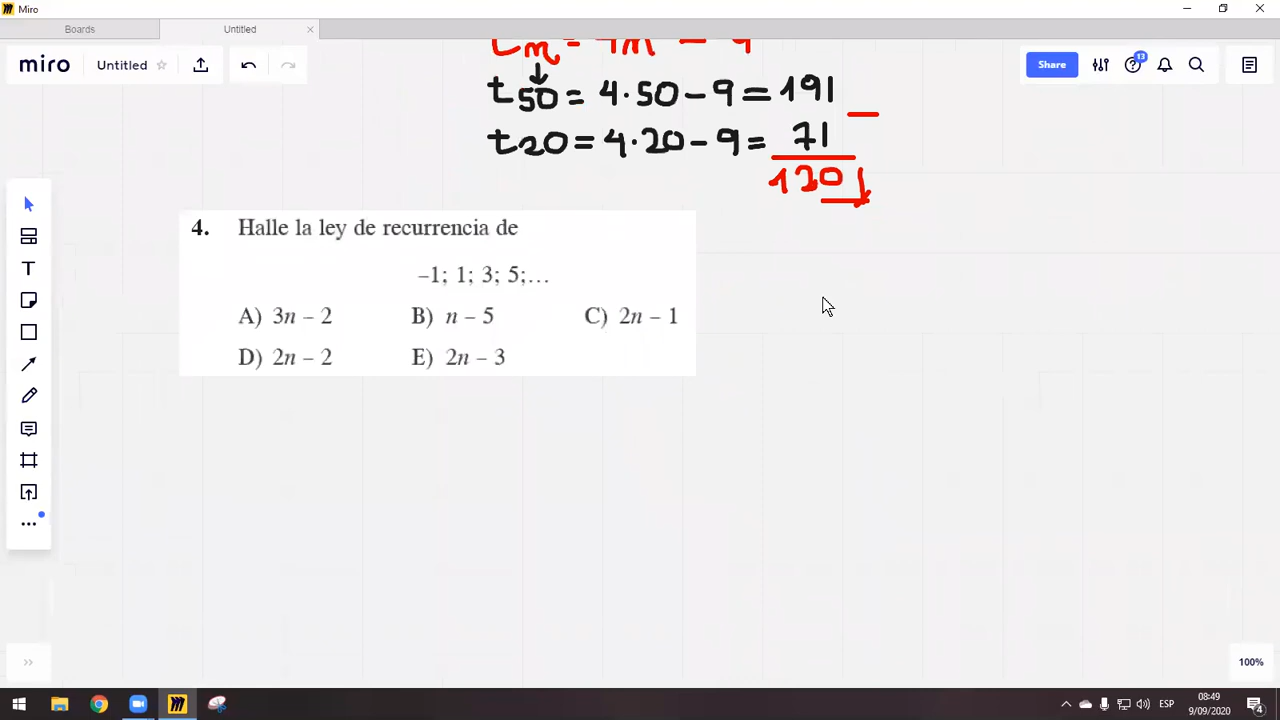 Miro
Boards
Untitled
miro
Untitled
Share
13
t50 = 4·50 - 9 = 191
t20 = 4·20 - 9 = 71
120
4. Halle la ley de recurrencia de
–1; 1; 3; 5;...
A) 3n – 2 B) n – 5 C) 2n – 1
D) 2n – 2 E) 2n – 3
100%
ESP
08:49
9/09/2020
4